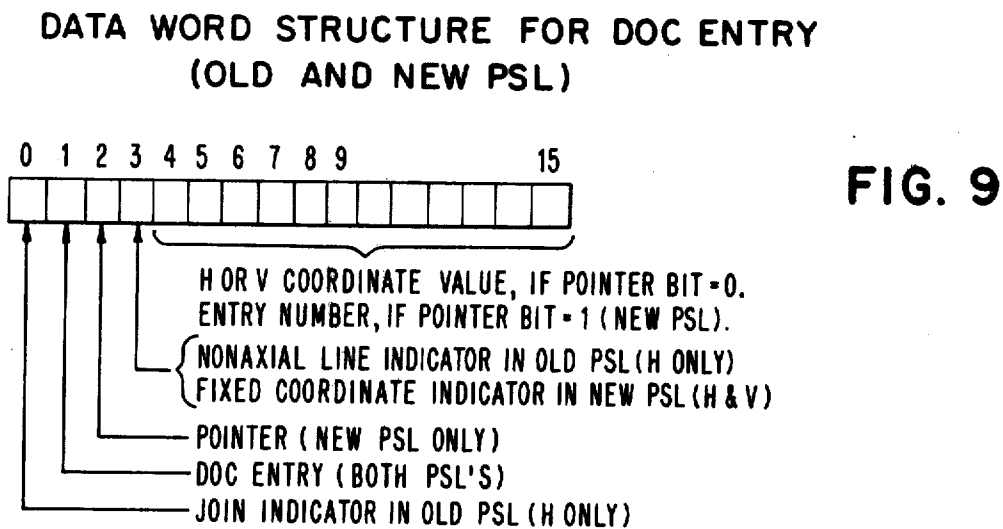 DATA WORD STRUCTURE FOR DOC ENTRY
(OLD AND NEW PSL)
0 1 2 3 4 5 6 7 8 9 15
FIG. 9
H OR V COORDINATE VALUE, IF POINTER BIT = 0.
ENTRY NUMBER, IF POINTER BIT = 1 (NEW PSL).
NONAXIAL LINE INDICATOR IN OLD PSL (H ONLY)
FIXED COORDINATE INDICATOR IN NEW PSL (H & V)
POINTER (NEW PSL ONLY)
DOC ENTRY (BOTH PSL'S)
JOIN INDICATOR IN OLD PSL (H ONLY)